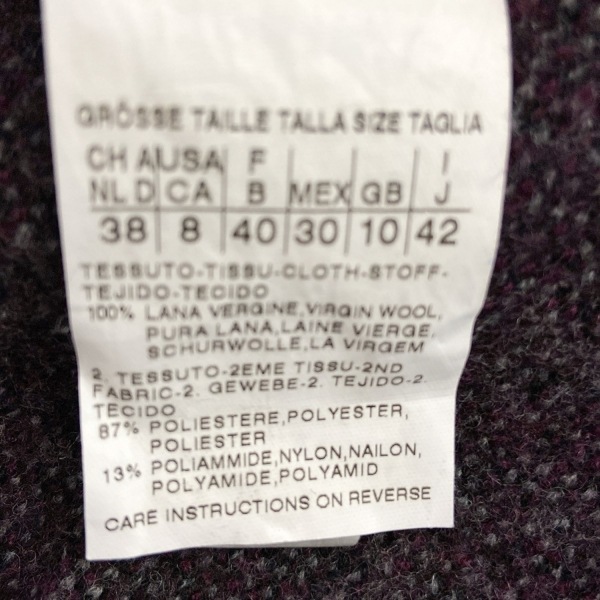 GRÖSSE TAILLE TALLA SIZE TAGLIA
CH A USA F I
NL D CA B MEX GB J
38 8 40 30 10 42
TESSUTO-TISSU-CLOTH-STOFF-
TEJIDO-TECIDO
100% LANA VERGINE,VIRGIN WOOL,
PURA LANA,LAINE VIERGE,
SCHURWOLLE,LA VIRGEM
2. TESSUTO-2EME TISSU-2ND
FABRIC-2. GEWEBE-2. TEJIDO-2.
TECIDO
87% POLIESTERE,POLYESTER,
POLIESTER
13% POLIAMMIDE,NYLON,NAILON,
POLYAMIDE,POLYAMID
CARE INSTRUCTIONS ON REVERSE